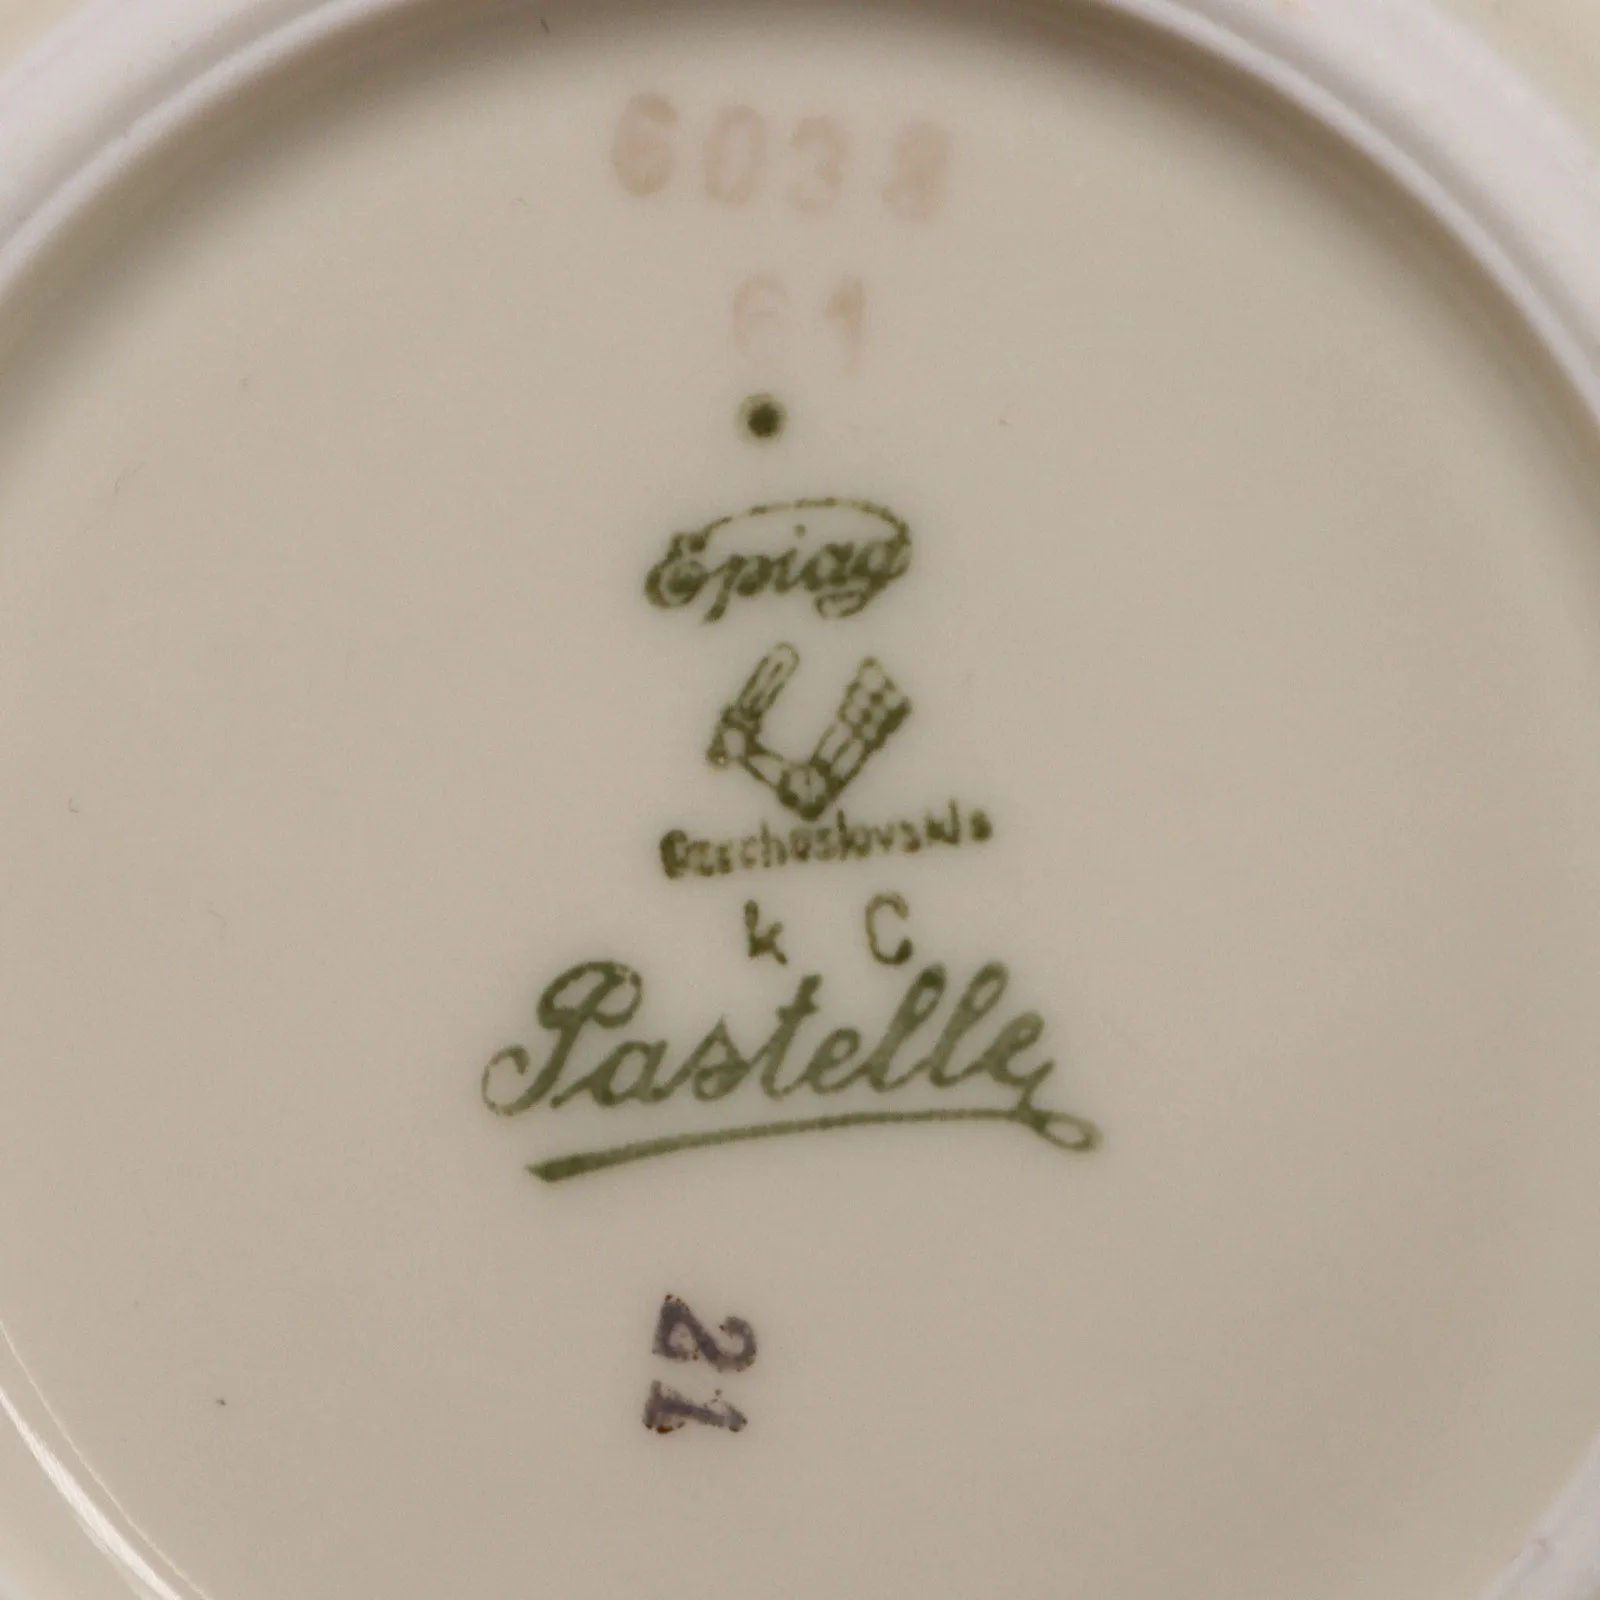 6038
61
Epiag
Czechoslovakia
k C
Pastelle
21